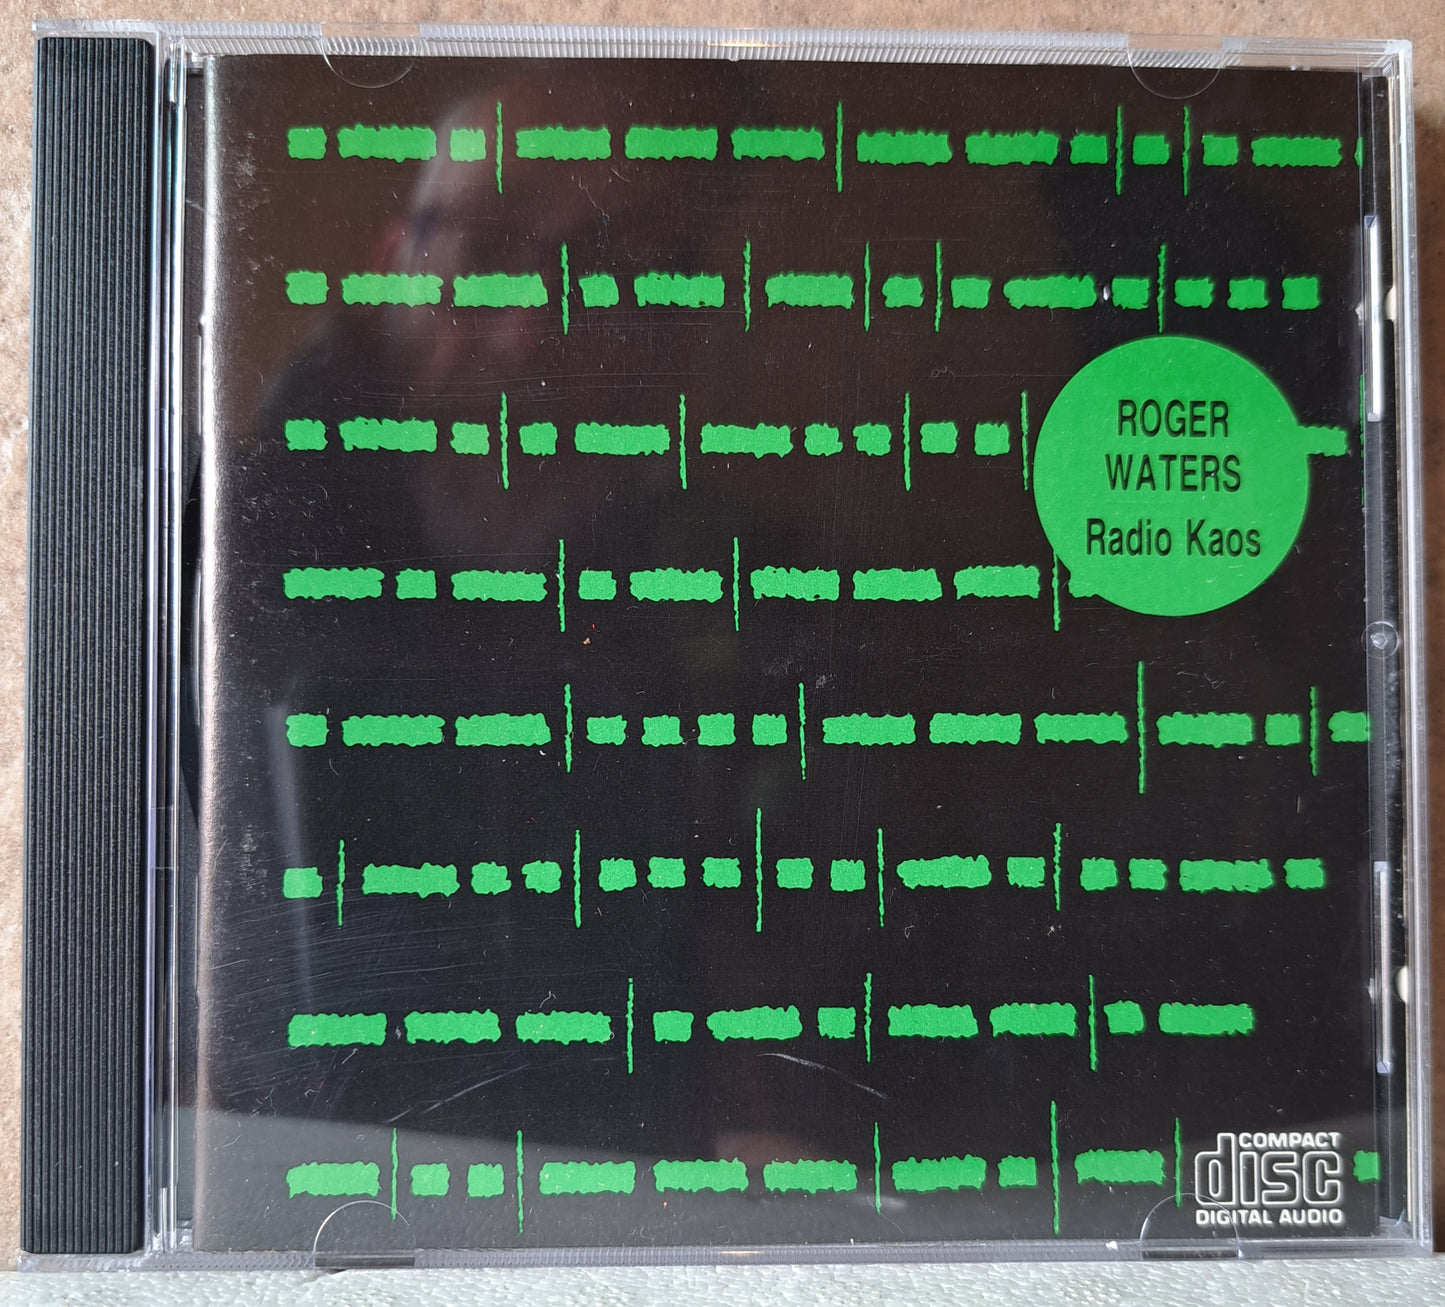 ROGER
WATERS
Radio Kaos
COMPACT
disc
DIGITAL AUDIO